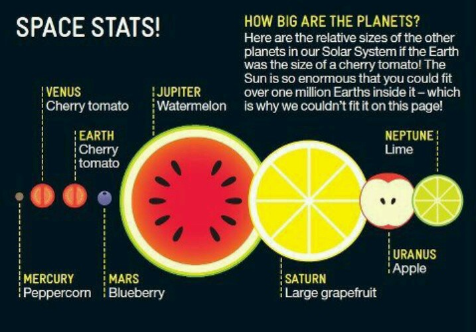 SPACE STATS!
HOW BIG ARE THE PLANETS?
Here are the relative sizes of the other
planets in our Solar System if the Earth
was the size of a cherry tomato! The
Sun is so enormous that you could fit
over one million Earths inside it – which
is why we couldn't fit it on this page!
VENUS
Cherry tomato
JUPITER
Watermelon
EARTH
Cherry
tomato
NEPTUNE
Lime
MERCURY
Peppercorn
MARS
Blueberry
SATURN
Large grapefruit
URANUS
Apple